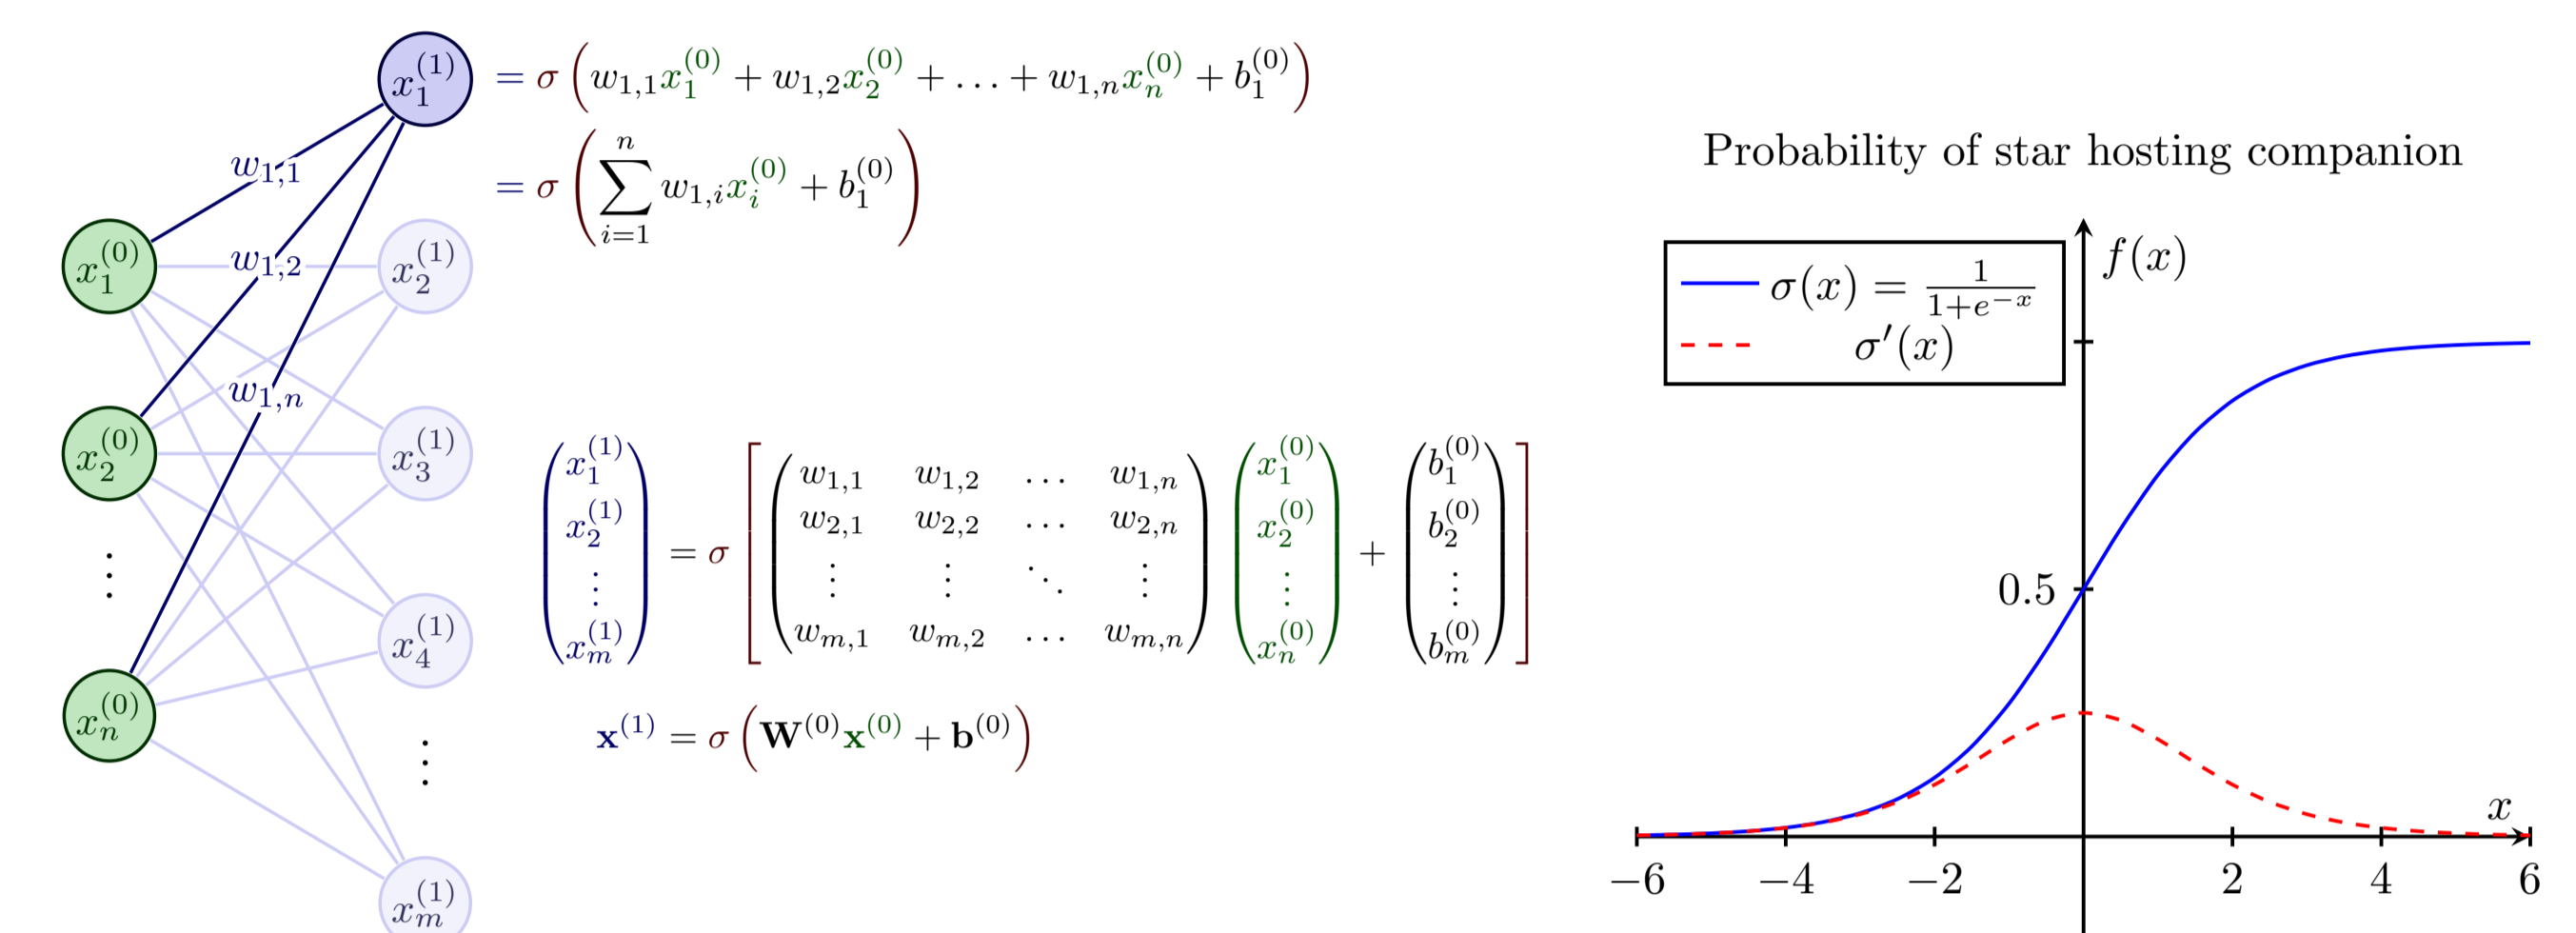 x_1^{(1)} = σ ( w_{1,1}x_1^{(0)} + w_{1,2}x_2^{(0)} + … + w_{1,n}x_n^{(0)} + b_1^{(0)} )
= σ ( ∑_{i=1}^{n} w_{1,i}x_i^{(0)} + b_1^{(0)} )
w_{1,1}
x_1^{(0)} w_{1,2} x_2^{(1)}
w_{1,n}
x_2^{(0)} x_3^{(1)}
⋮ x_4^{(1)}
x_n^{(0)} ⋮
x_m^{(1)}
x_1^{(1)} w_{1,1} w_{1,2} … w_{1,n} x_1^{(0)} b_1^{(0)}
x_2^{(1)} w_{2,1} w_{2,2} … w_{2,n} x_2^{(0)} b_2^{(0)}
⋮ = σ ⋮ ⋮ ⋱ ⋮ ⋮ + ⋮
x_m^{(1)} w_{m,1} w_{m,2} … w_{m,n} x_n^{(0)} b_m^{(0)}
𝐱^{(1)} = σ ( 𝐖^{(0)}𝐱^{(0)} + 𝐛^{(0)} )
Probability of star hosting companion
f(x)
σ(x) = \frac{1}{1+e^{-x}}
σ′(x)
0.5
x
−6 −4 −2 2 4 6